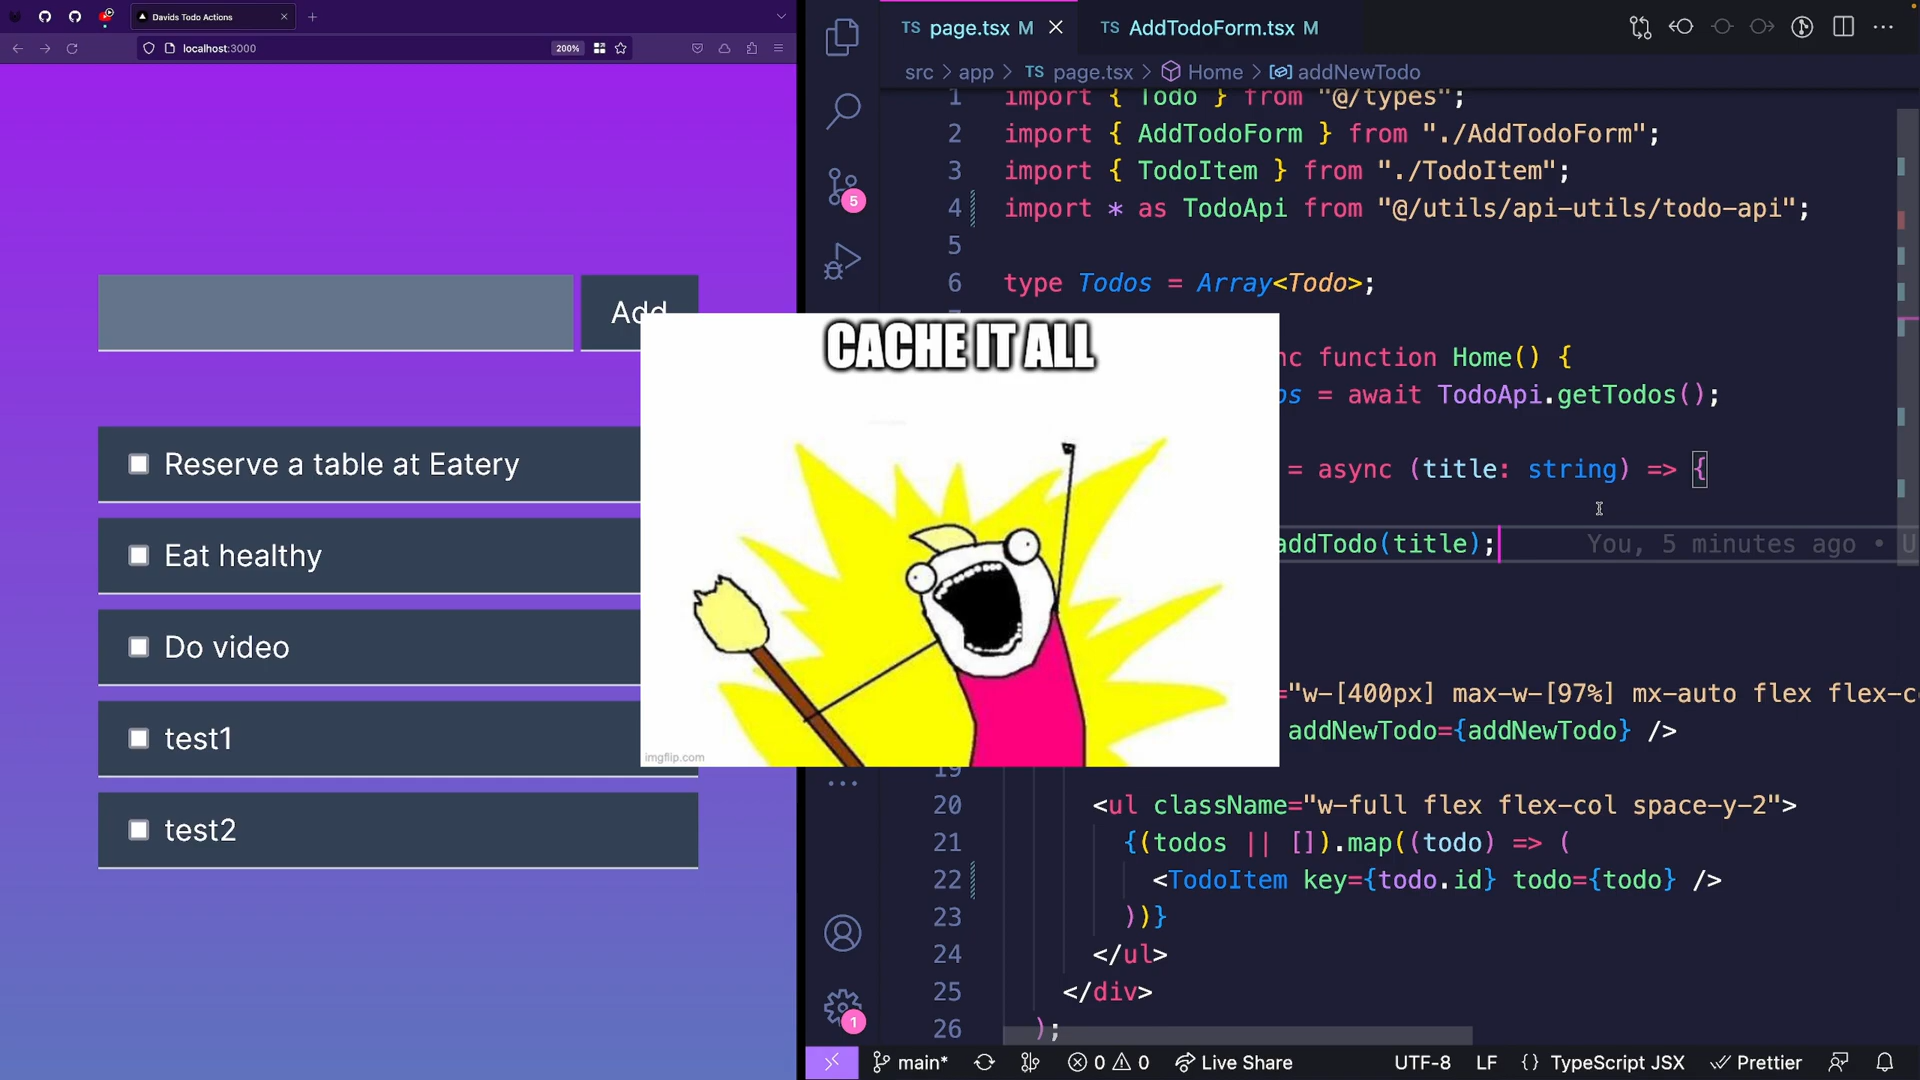 Davids Todo Actions
localhost:3000
200%
Add
Reserve a table at Eatery
Eat healthy
Do video
test1
test2
TS page.tsx M
TS AddTodoForm.tsx M
src > app > TS page.tsx > Home > addNewTodo
1 import { Todo } from "@/types";
2 import { AddTodoForm } from "./AddTodoForm";
3 import { TodoItem } from "./TodoItem";
4 import * as TodoApi from "@/utils/api-utils/todo-api";
5
6 type Todos = Array<Todo>;
nc function Home() {
os = await TodoApi.getTodos();
= async (title: string) => {
addTodo(title);
You, 5 minutes ago • U
="w-[400px] max-w-[97%] mx-auto flex flex-c
addNewTodo={addNewTodo} />
19
20 <ul className="w-full flex flex-col space-y-2">
21 {(todos || []).map((todo) => (
22 <TodoItem key={todo.id} todo={todo} />
23 ))}
24 </ul>
25 </div>
26 );
CACHE IT ALL
imgflip.com
5
1
main*
0
0
Live Share
UTF-8
LF
{} TypeScript JSX
Prettier